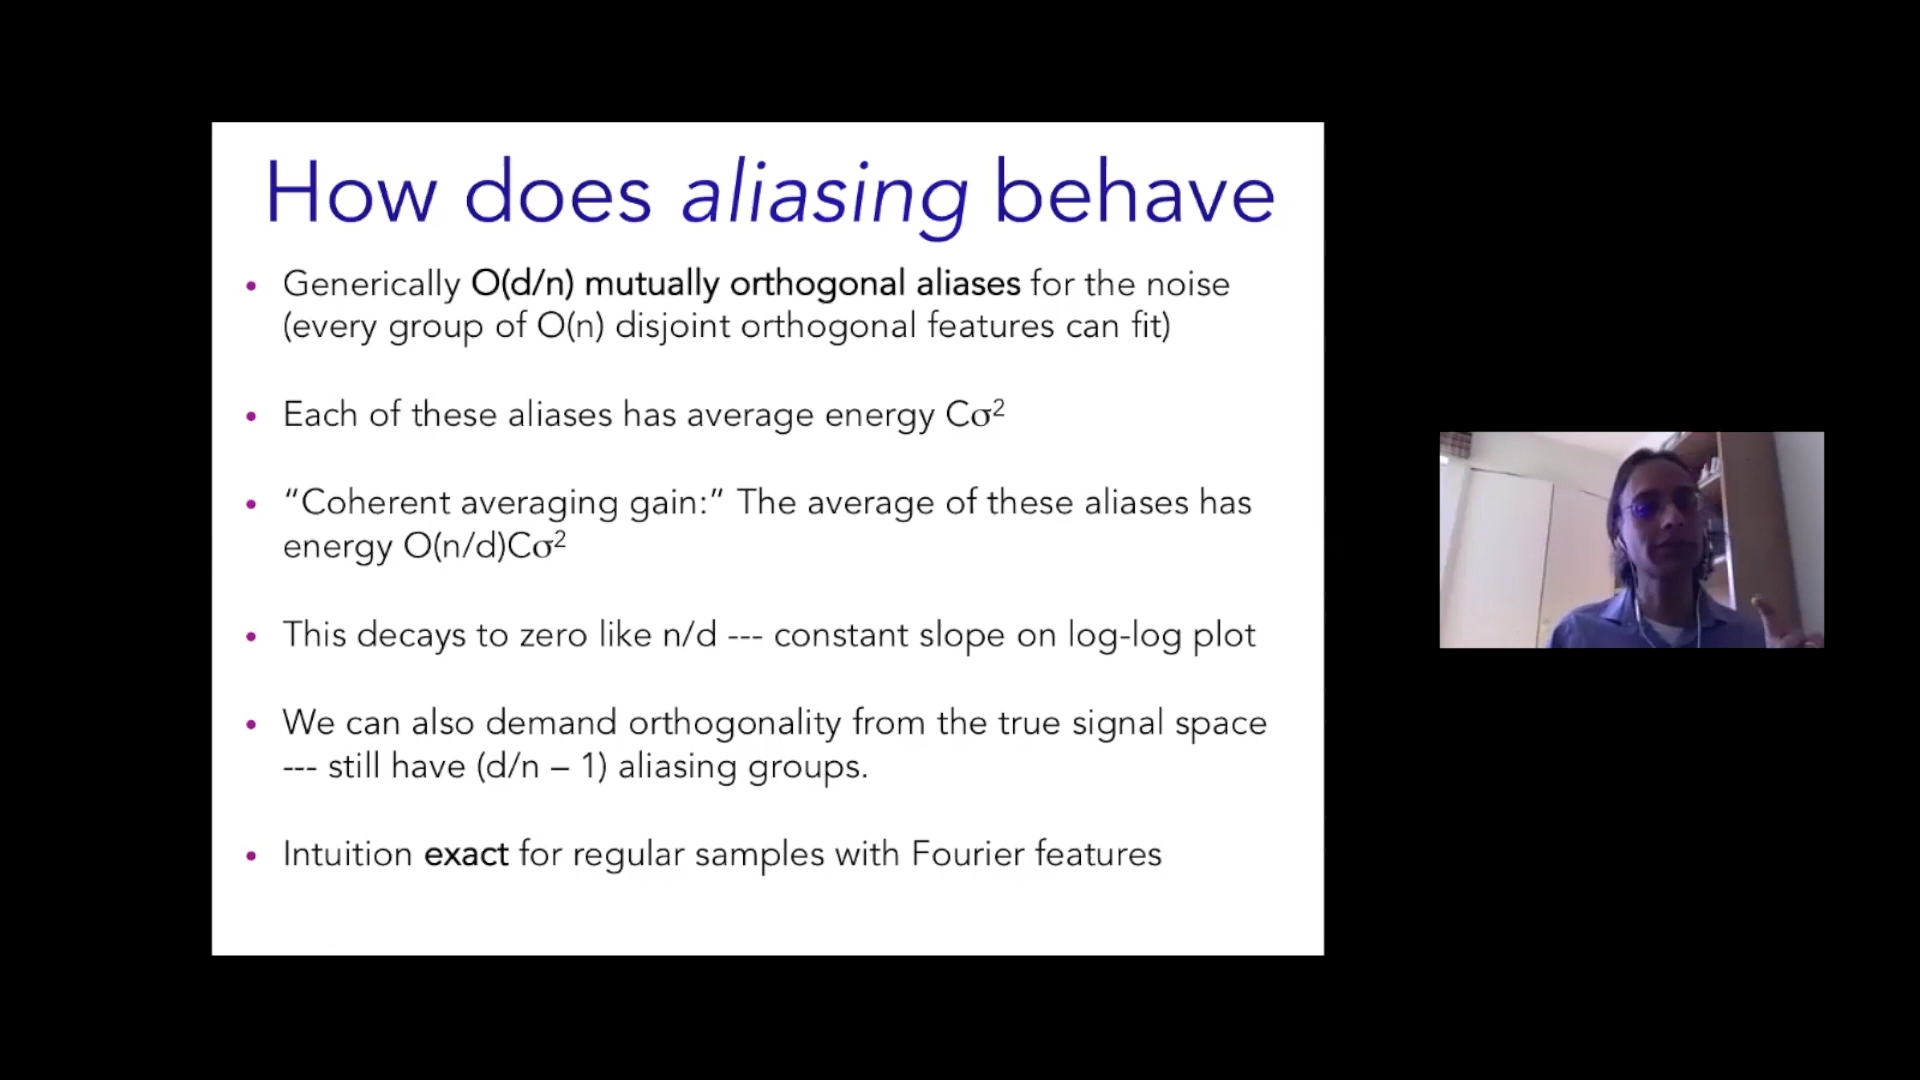 How does aliasing behave
• Generically O(d/n) mutually orthogonal aliases for the noise
(every group of O(n) disjoint orthogonal features can fit)
• Each of these aliases has average energy Cσ²
• “Coherent averaging gain:” The average of these aliases has
energy O(n/d)Cσ²
• This decays to zero like n/d --- constant slope on log-log plot
• We can also demand orthogonality from the true signal space
--- still have (d/n – 1) aliasing groups.
• Intuition exact for regular samples with Fourier features